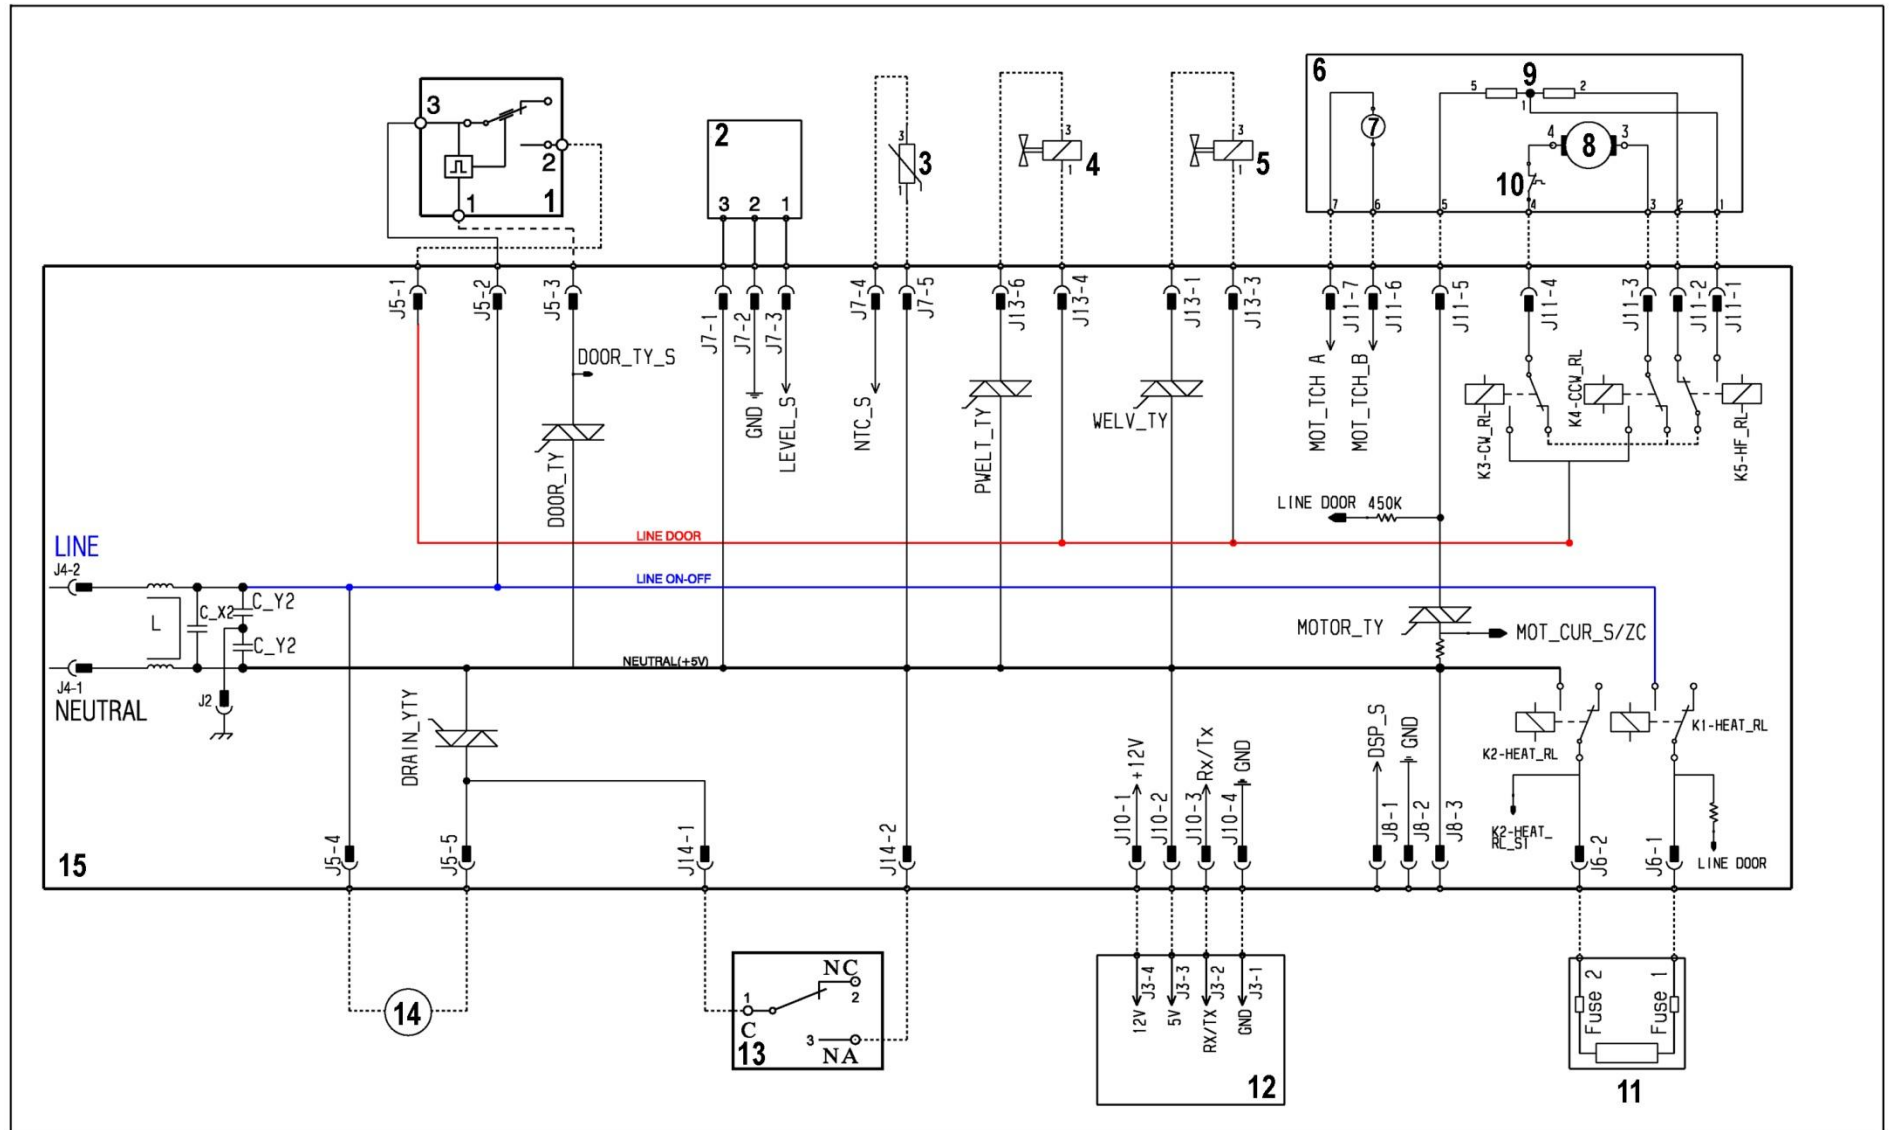 3
2
1
1
2
3
2
1
3
1
3
3
1
4
3
1
5
6
7
5
9
2
1
4
8
3
10
7
6
5
4
3
2
1
J5-1
J5-2
J5-3
J7-1
J7-2
J7-3
J7-4
J7-5
J13-6
J13-4
J13-1
J13-3
J11-7
J11-6
J11-5
J11-4
J11-3
J11-2
J11-1
DOOR_TY_S
DOOR_TY
GND
LEVEL_S
NTC_S
PWELT_TY
WELV_TY
MOT_TCH A
MOT_TCH_B
K3-CW_RL
K4-CCW_RL
K5-HF_RL
LINE DOOR 450K
LINE DOOR
LINE
J4-2
LINE ON-OFF
L
C_X2
C_Y2
C_Y2
MOTOR_TY
MOT_CUR_S/ZC
NEUTRAL(+5V)
J4-1
NEUTRAL
J2
DRAIN_YTY
+12V
Rx/Tx
GND
DSP_S
GND
K2-HEAT_RL
K1-HEAT_RL
K2-HEAT_
RL_ST
LINE DOOR
15
J5-4
J5-5
J14-1
J14-2
J10-1
J10-2
J10-3
J10-4
J8-1
J8-2
J8-3
J6-2
J6-1
14
NC
1
2
C
3
NA
13
J3-4
J3-3
J3-2
J3-1
12V
5V
RX/TX
GND
12
2
1
Fuse
Fuse
11